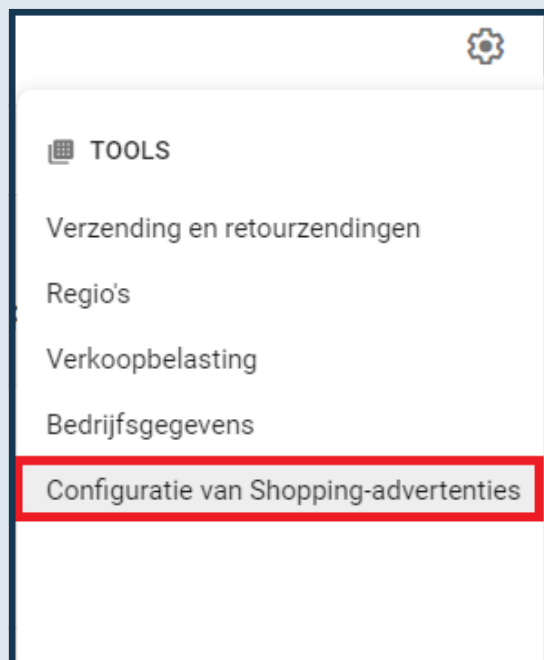 TOOLS
Verzending en retourzendingen
Regio's
Verkoopbelasting
Bedrijfsgegevens
Configuratie van Shopping-advertenties